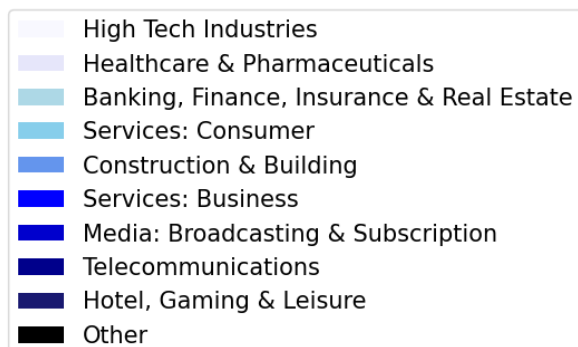 High Tech Industries
Healthcare & Pharmaceuticals
Banking, Finance, Insurance & Real Estate
Services: Consumer
Construction & Building
Services: Business
Media: Broadcasting & Subscription
Telecommunications
Hotel, Gaming & Leisure
Other